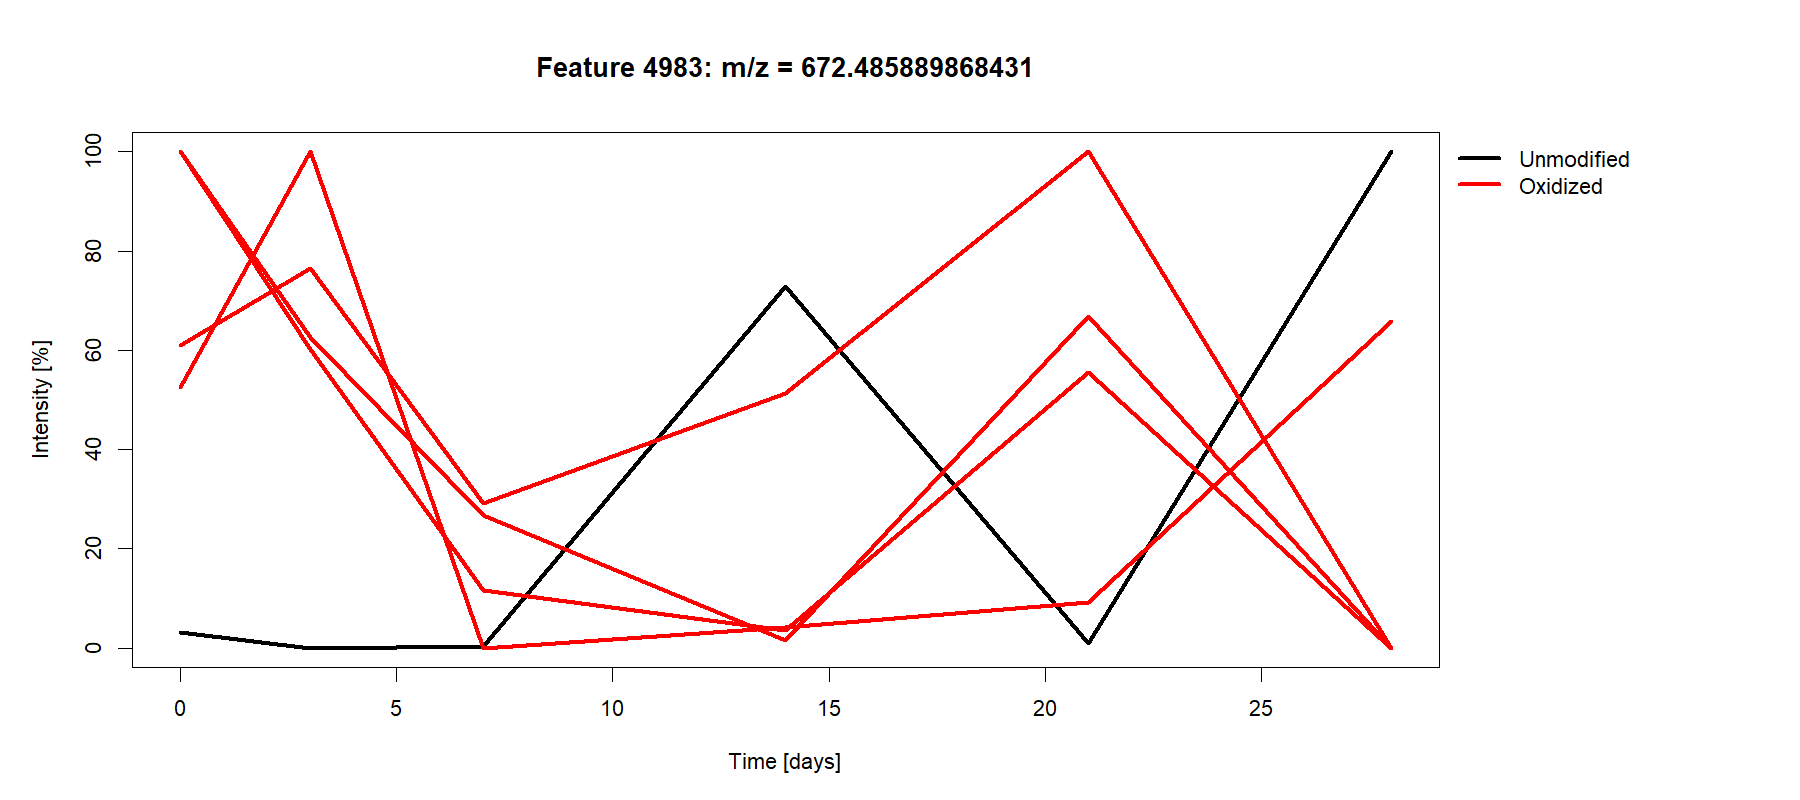 Feature 4983: m/z = 672.485889868431
Unmodified
Oxidized
Intensity [%]
100
80
60
40
20
0
0 5 10 15 20 25
Time [days]